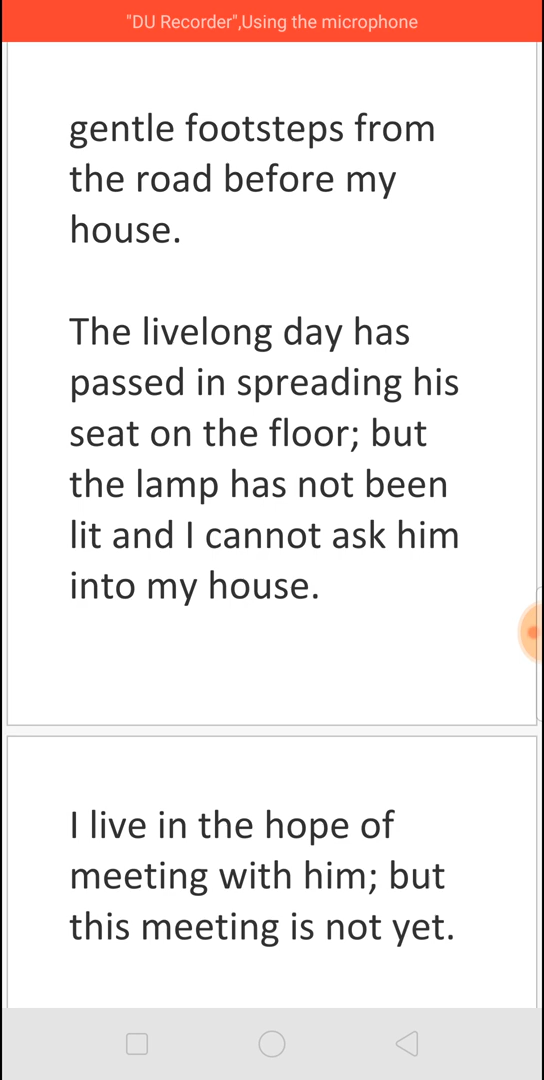 "DU Recorder",Using the microphone
gentle footsteps from
the road before my
house.
The livelong day has
passed in spreading his
seat on the floor; but
the lamp has not been
lit and I cannot ask him
into my house.
I live in the hope of
meeting with him; but
this meeting is not yet.